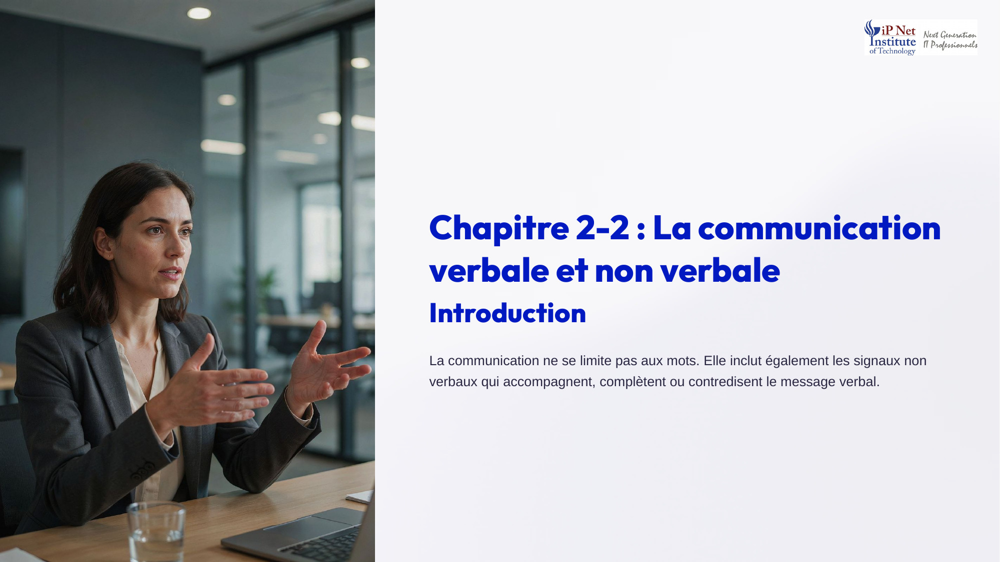 iP Net
Institute
of Technology
Next Generation
IT Professionnels
Chapitre 2-2 : La communication
verbale et non verbale
Introduction
La communication ne se limite pas aux mots. Elle inclut également les signaux non
verbaux qui accompagnent, complètent ou contredisent le message verbal.